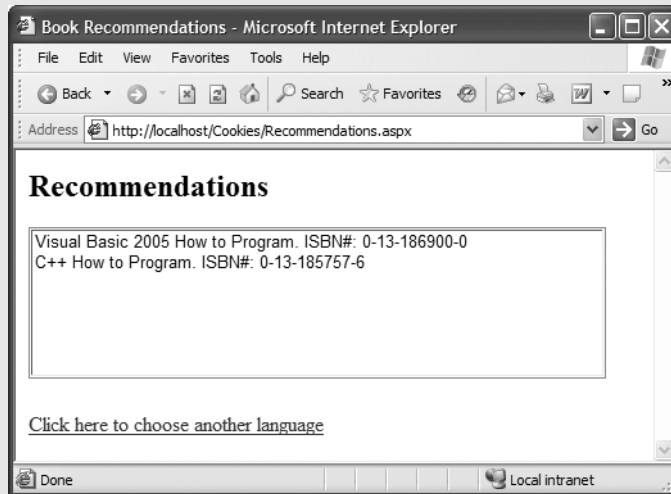 Book Recommendations - Microsoft Internet Explorer
File Edit View Favorites Tools Help
Back Search Favorites
Address http://localhost/Cookies/Recommendations.aspx Go
Recommendations
Visual Basic 2005 How to Program. ISBN#: 0-13-186900-0
C++ How to Program. ISBN#: 0-13-185757-6
Click here to choose another language
Done Local intranet